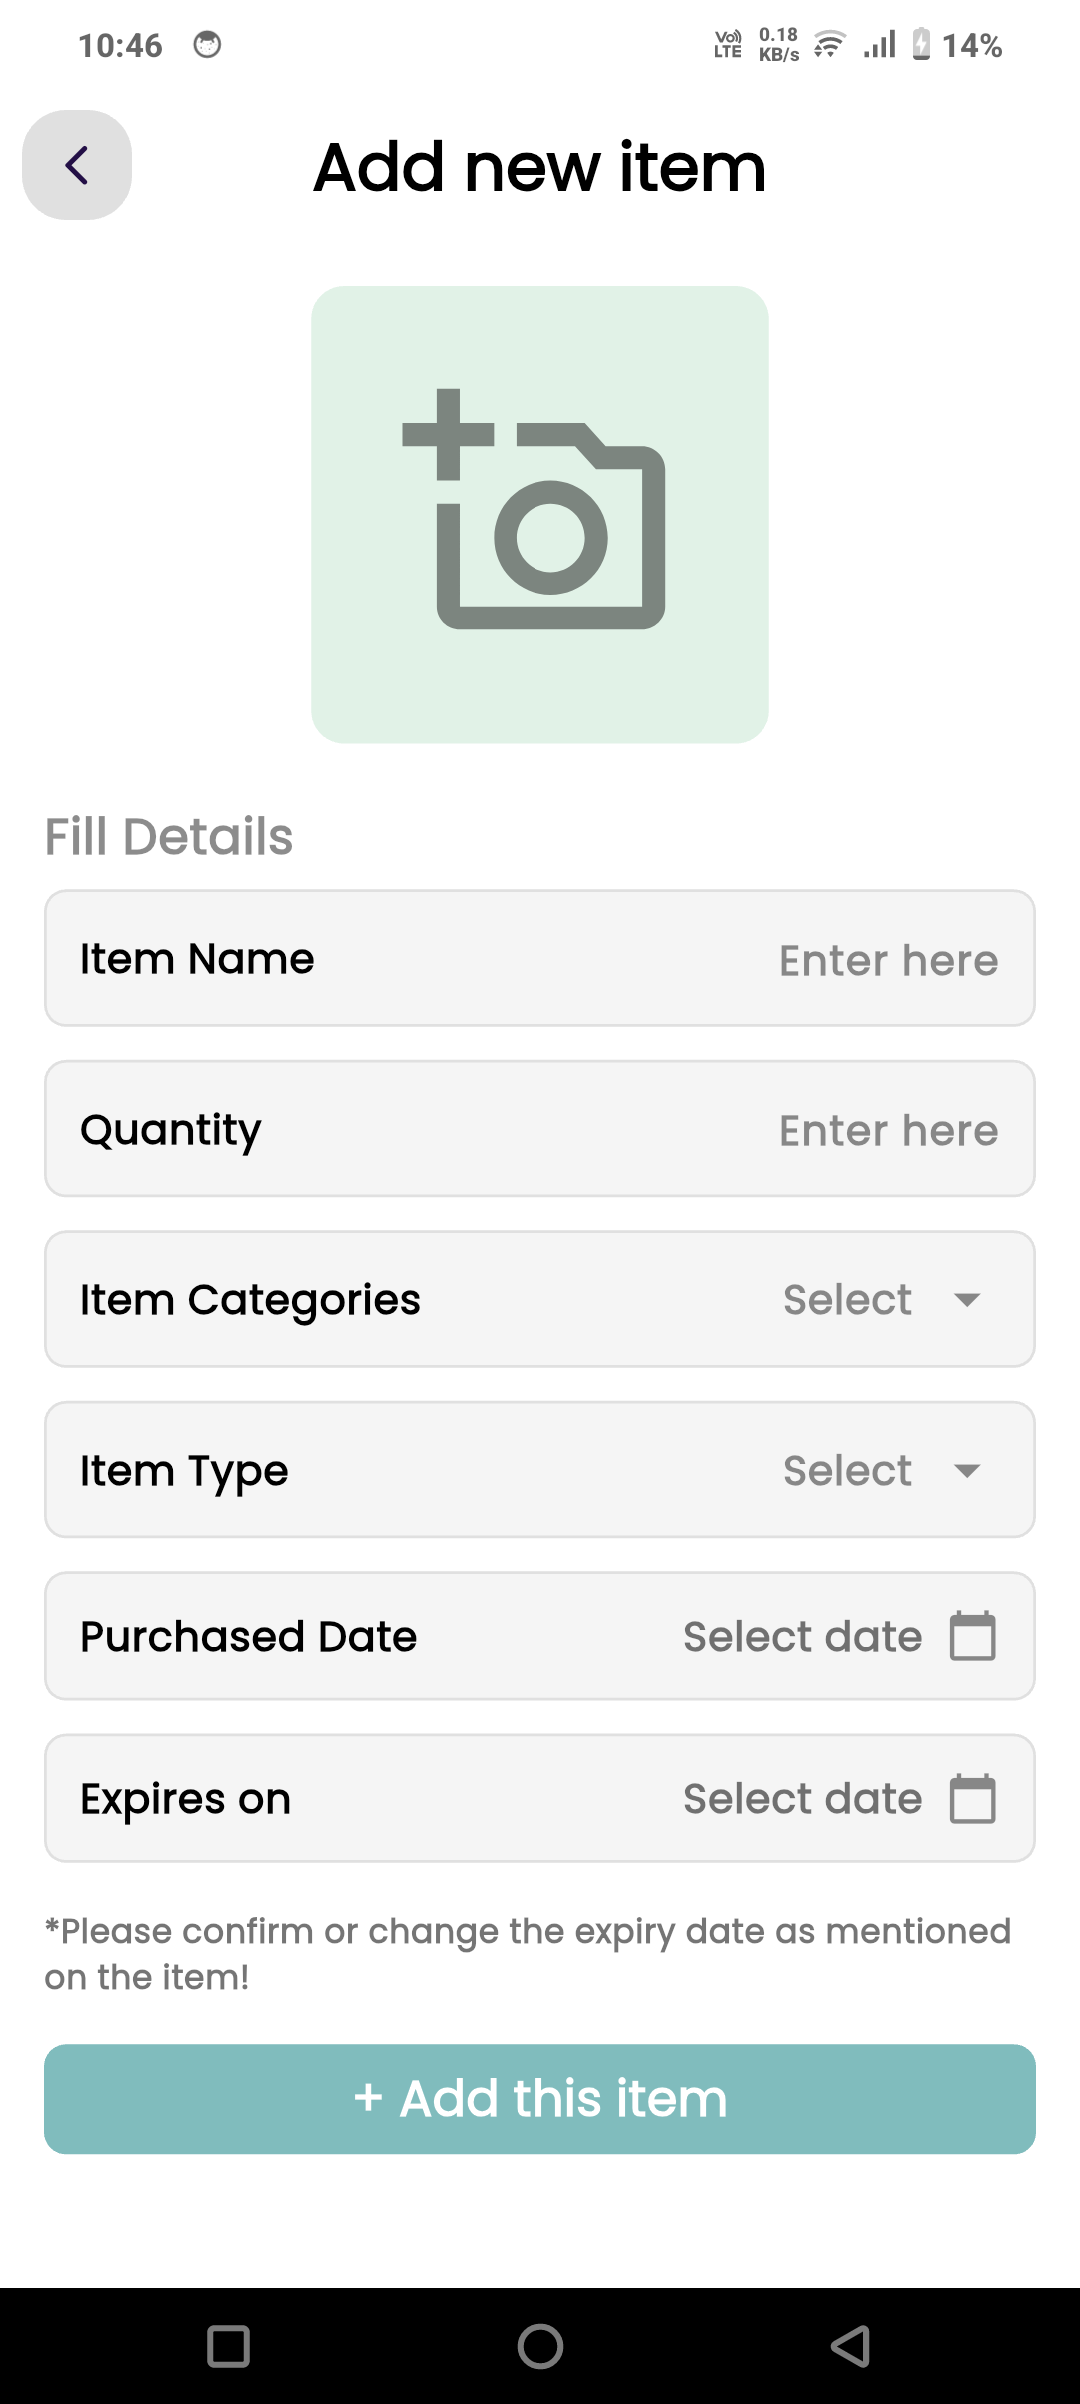 10:46 Vo)) LTE 0.18 KB/s 14%
Add new item
Fill Details
Item Name Enter here
Quantity Enter here
Item Categories Select
Item Type Select
Purchased Date Select date
Expires on Select date
*Please confirm or change the expiry date as mentioned
on the item!
+ Add this item